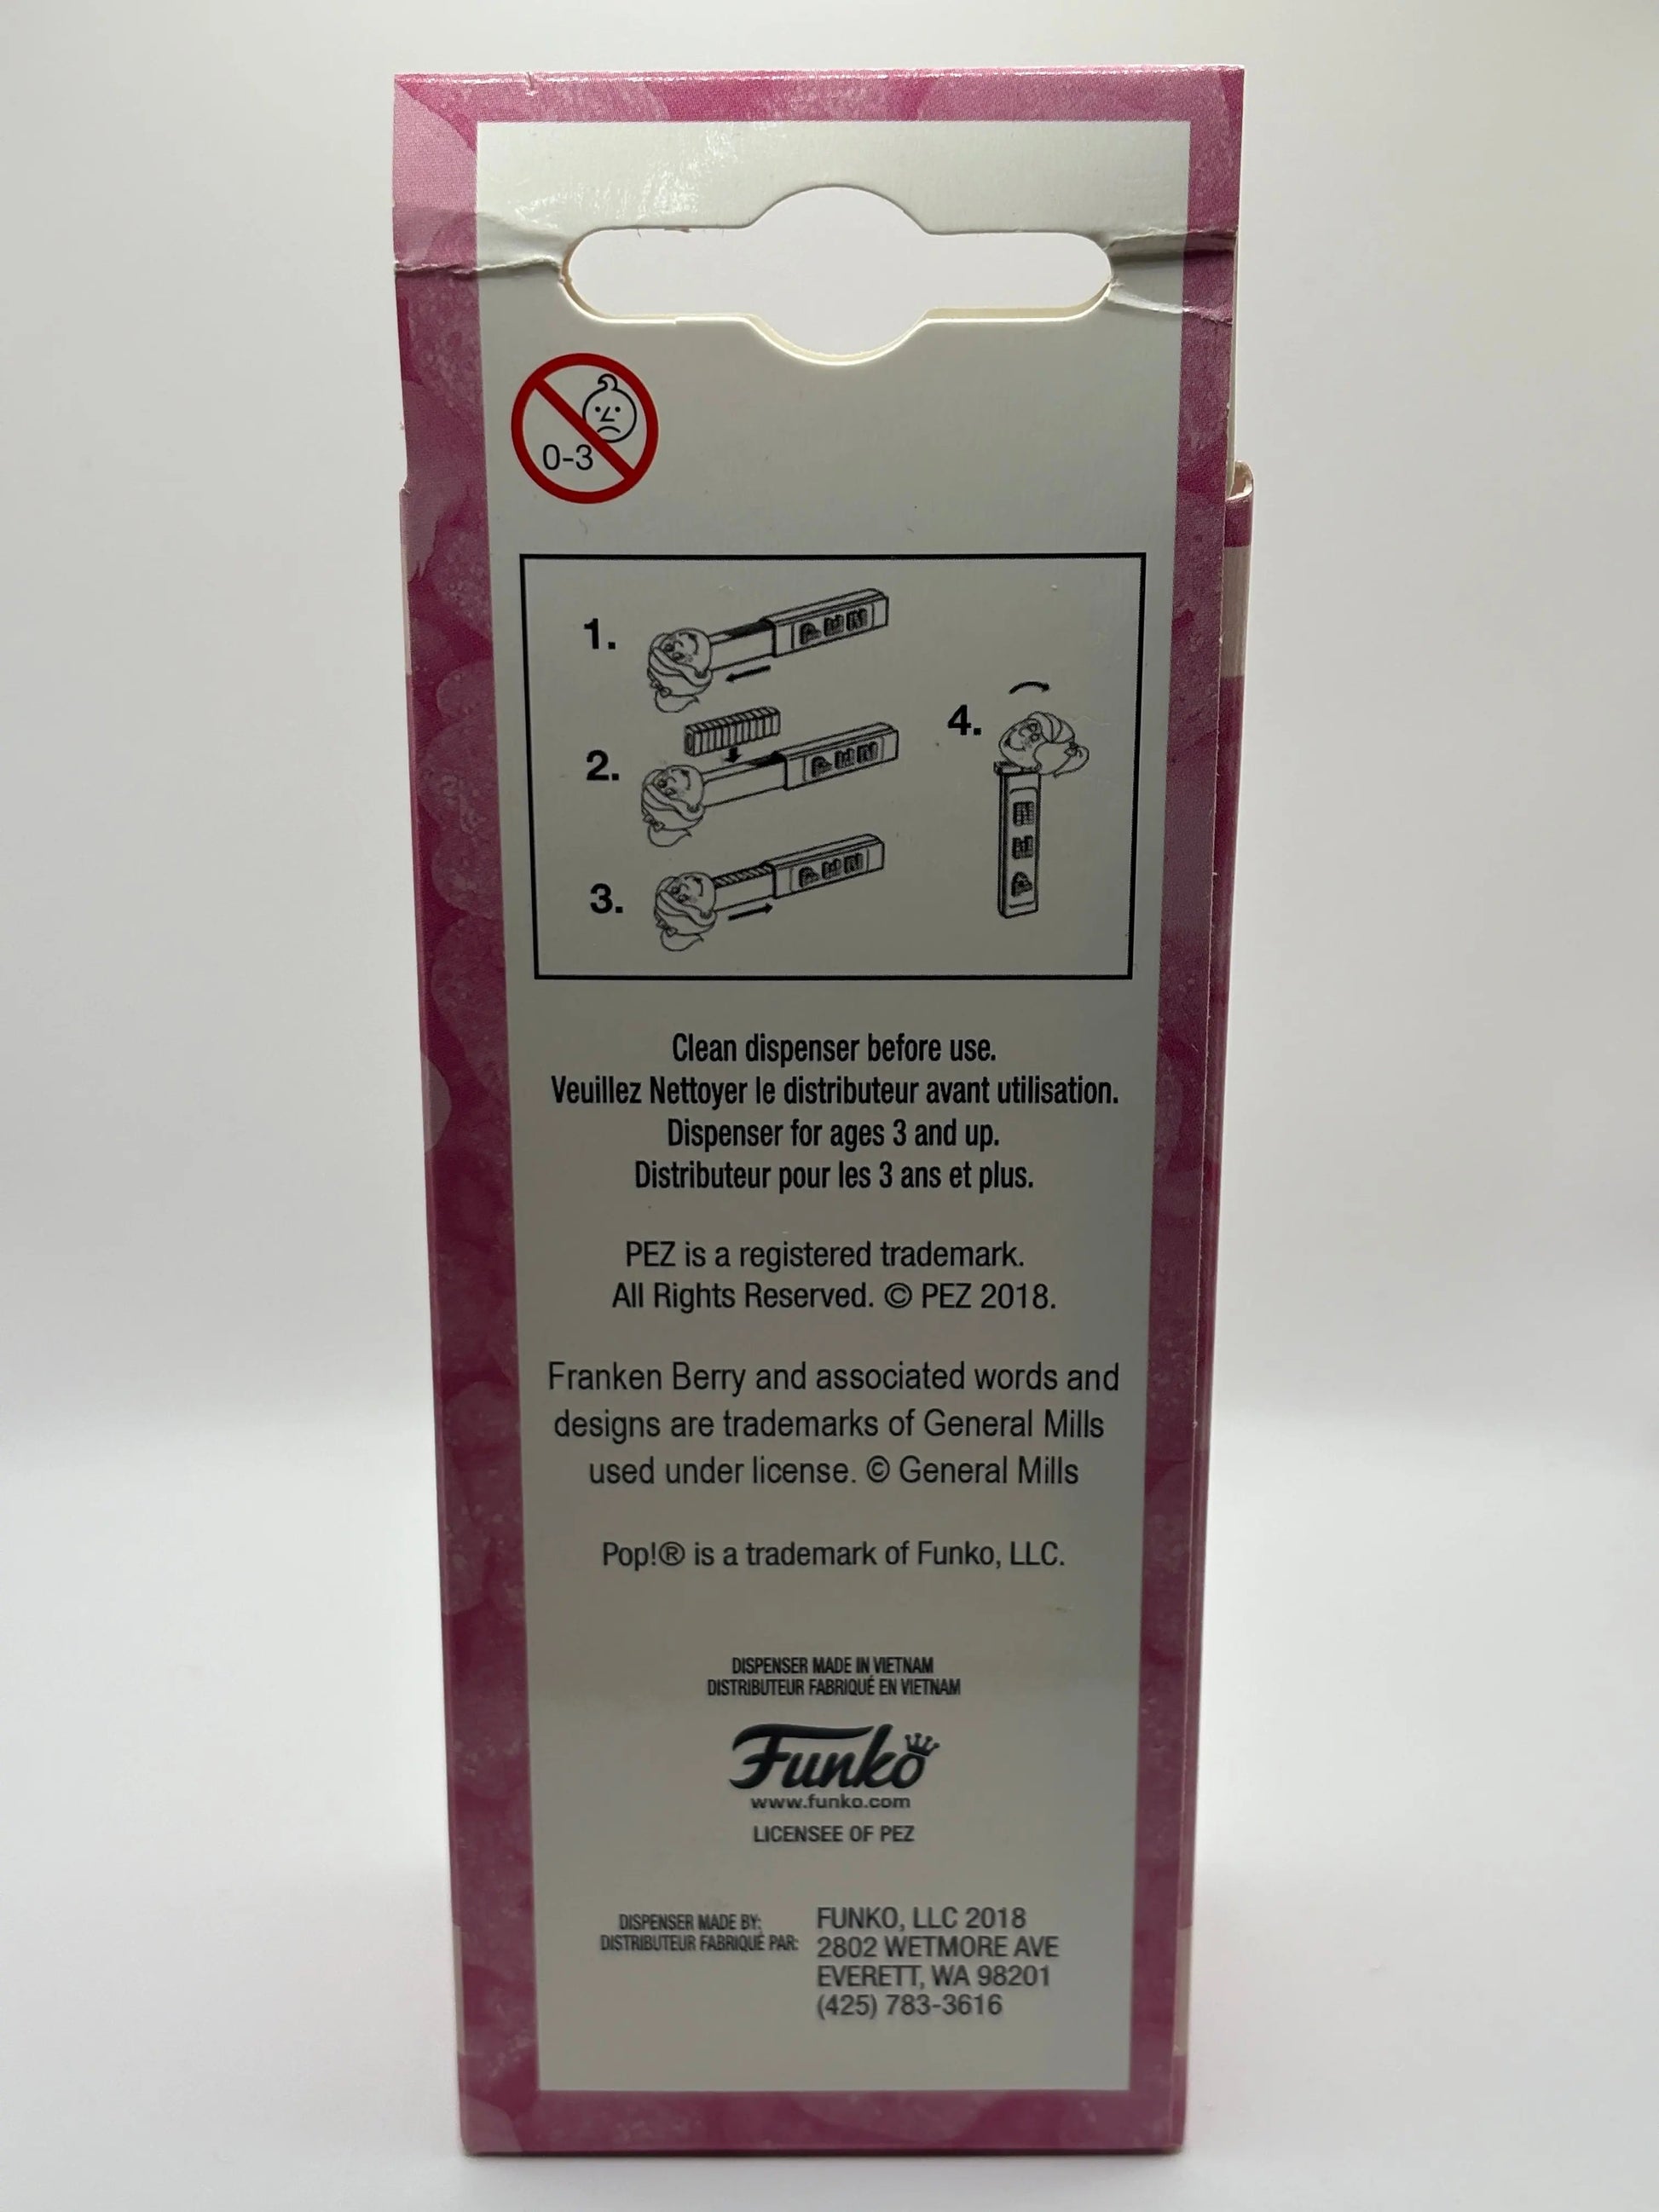 0-3
1.
PEZ
2.
PEZ
3.
PEZ
4.
PEZ
Clean dispenser before use.
Veuillez Nettoyer le distributeur avant utilisation.
Dispenser for ages 3 and up.
Distributeur pour les 3 ans et plus.
PEZ is a registered trademark.
All Rights Reserved. © PEZ 2018.
Franken Berry and associated words and
designs are trademarks of General Mills
used under license. © General Mills
Pop!® is a trademark of Funko, LLC.
DISPENSER MADE IN VIETNAM
DISTRIBUTEUR FABRIQUÉ EN VIETNAM
Funko
www.funko.com
LICENSEE OF PEZ
DISPENSER MADE BY:
DISTRIBUTEUR FABRIQUÉ PAR:
FUNKO, LLC 2018
2802 WETMORE AVE
EVERETT, WA 98201
(425) 783-3616